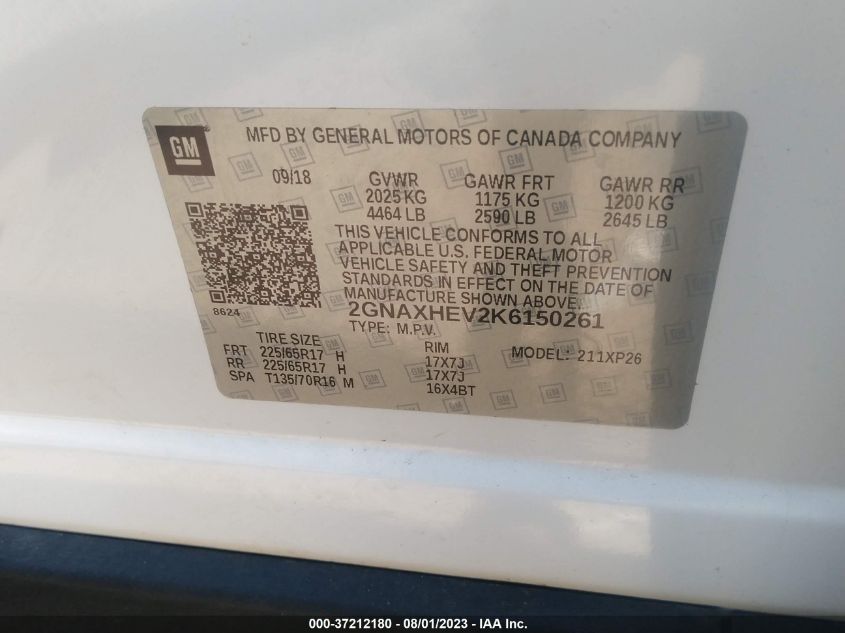 GM
MFD BY GENERAL MOTORS OF CANADA COMPANY
09/18 GVWR GAWR FRT GAWR RR
2025 KG 1175 KG 1200 KG
4464 LB 2590 LB 2645 LB
THIS VEHICLE CONFORMS TO ALL
APPLICABLE U.S. FEDERAL MOTOR
VEHICLE SAFETY AND THEFT PREVENTION
STANDARDS IN EFFECT ON THE DATE OF
MANUFACTURE SHOWN ABOVE.
8624
2GNAXHEV2K6150261
TYPE: M.P.V.
TIRE SIZE RIM MODEL: 211XP26
FRT 225/65R17 H 17X7J
RR 225/65R17 H 17X7J
SPA T135/70R16 M 16X4BT
000-37212180 - 08/01/2023 - IAAI.COM